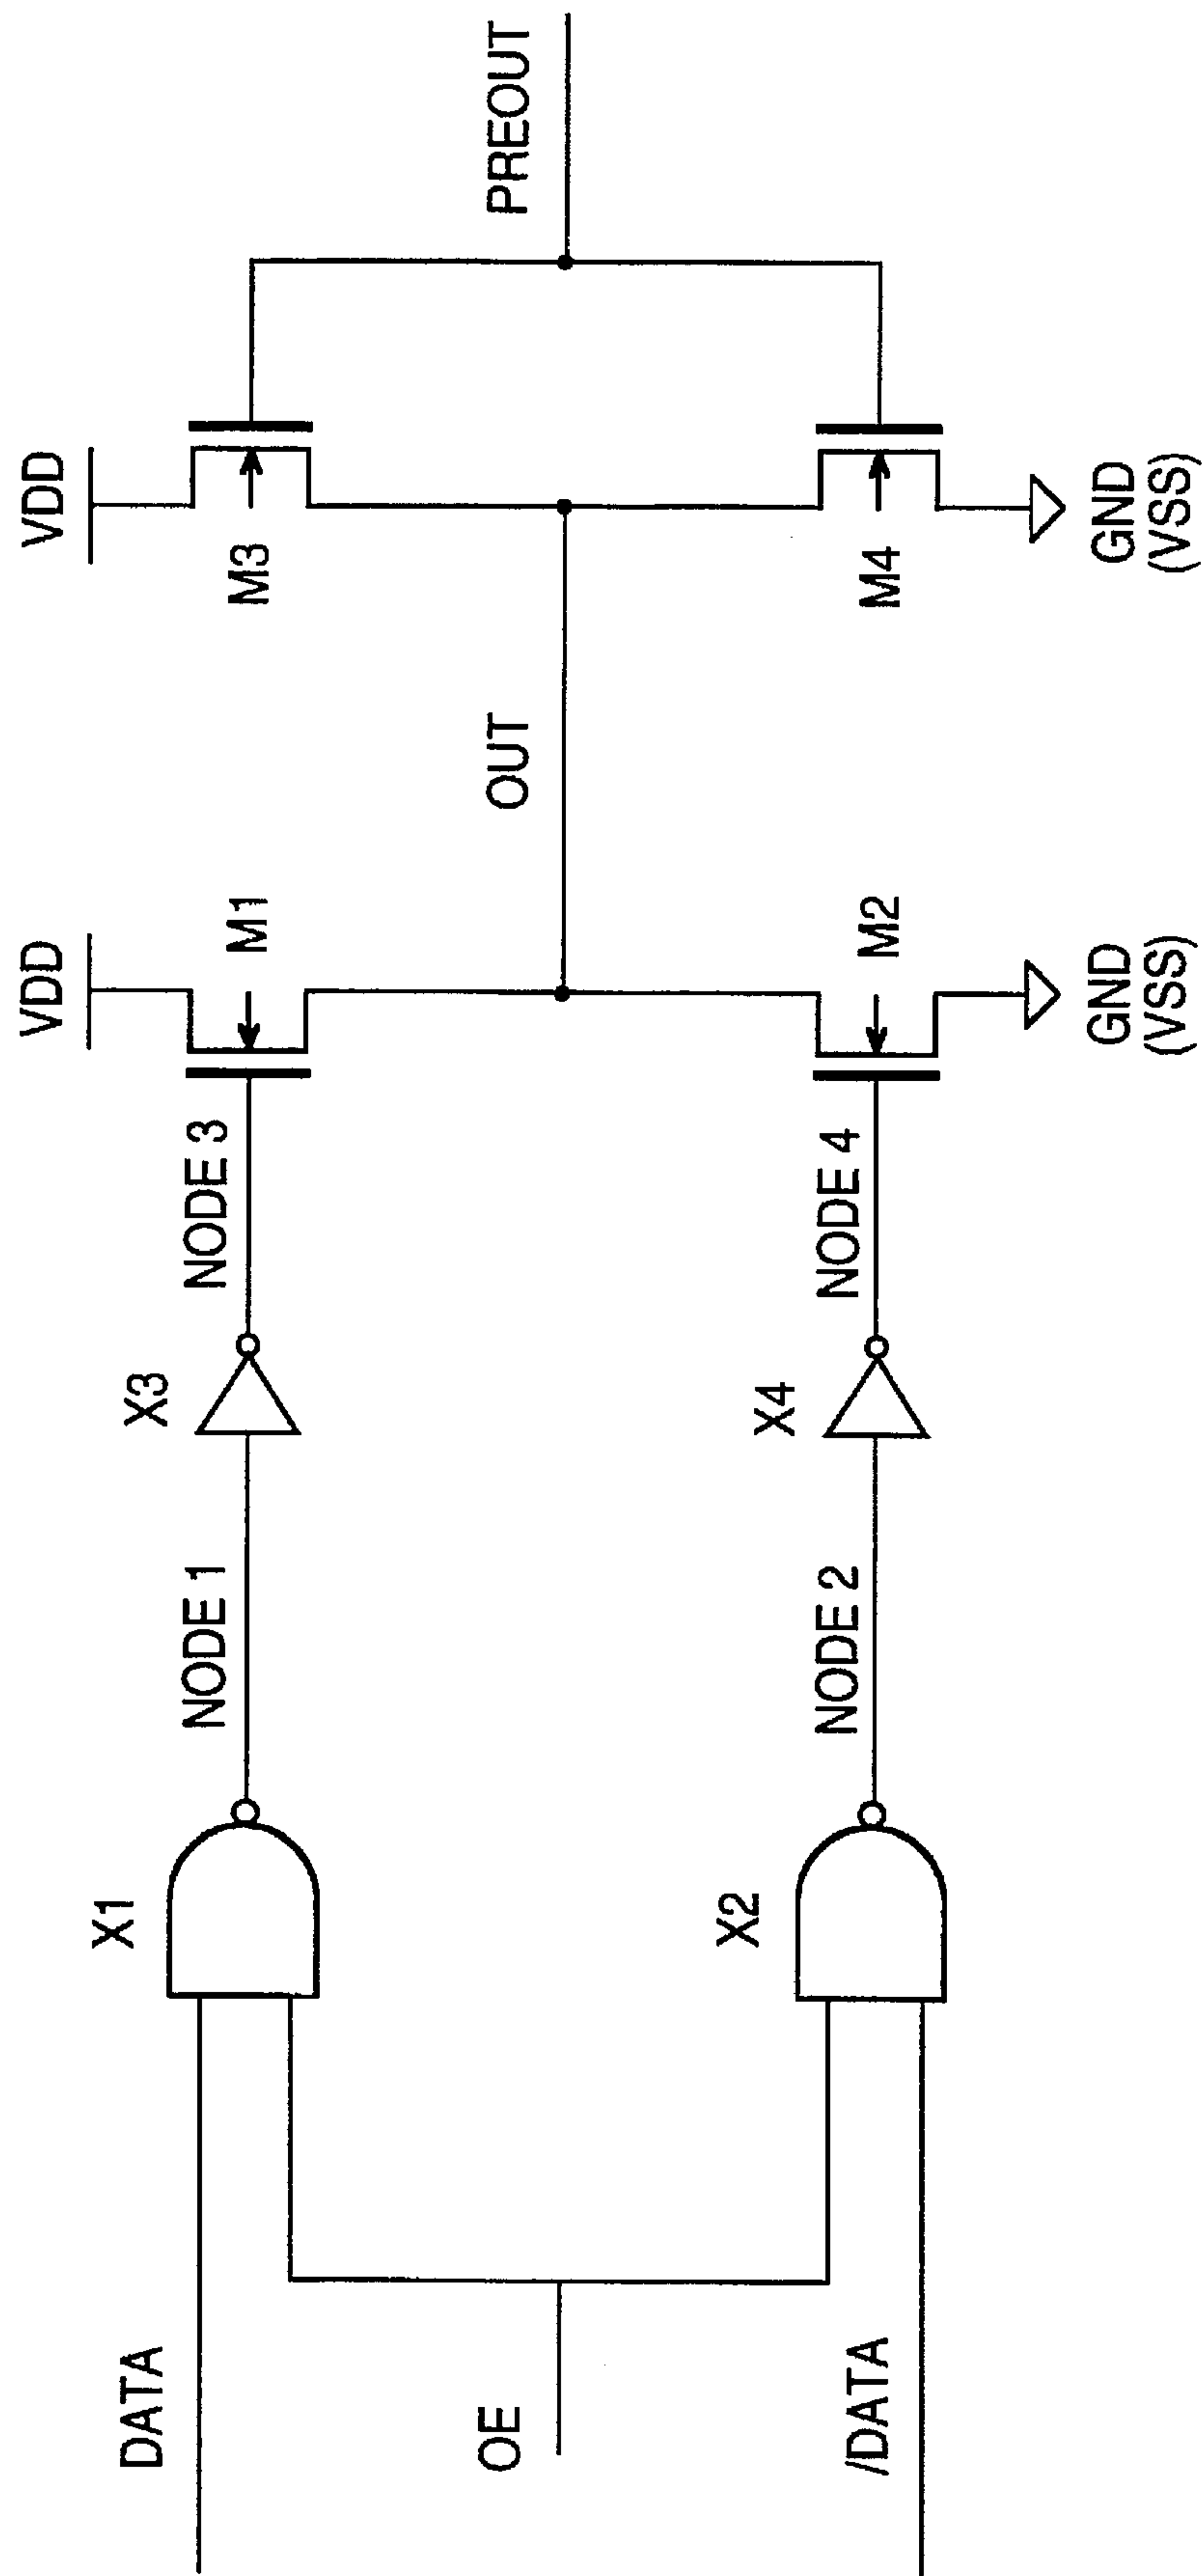 DATA
OE
/DATA
X1
X2
NODE 1
NODE 2
X3
X4
NODE 3
NODE 4
VDD
M1
M2
GND
(VSS)
OUT
VDD
M3
M4
GND
(VSS)
PREOUT